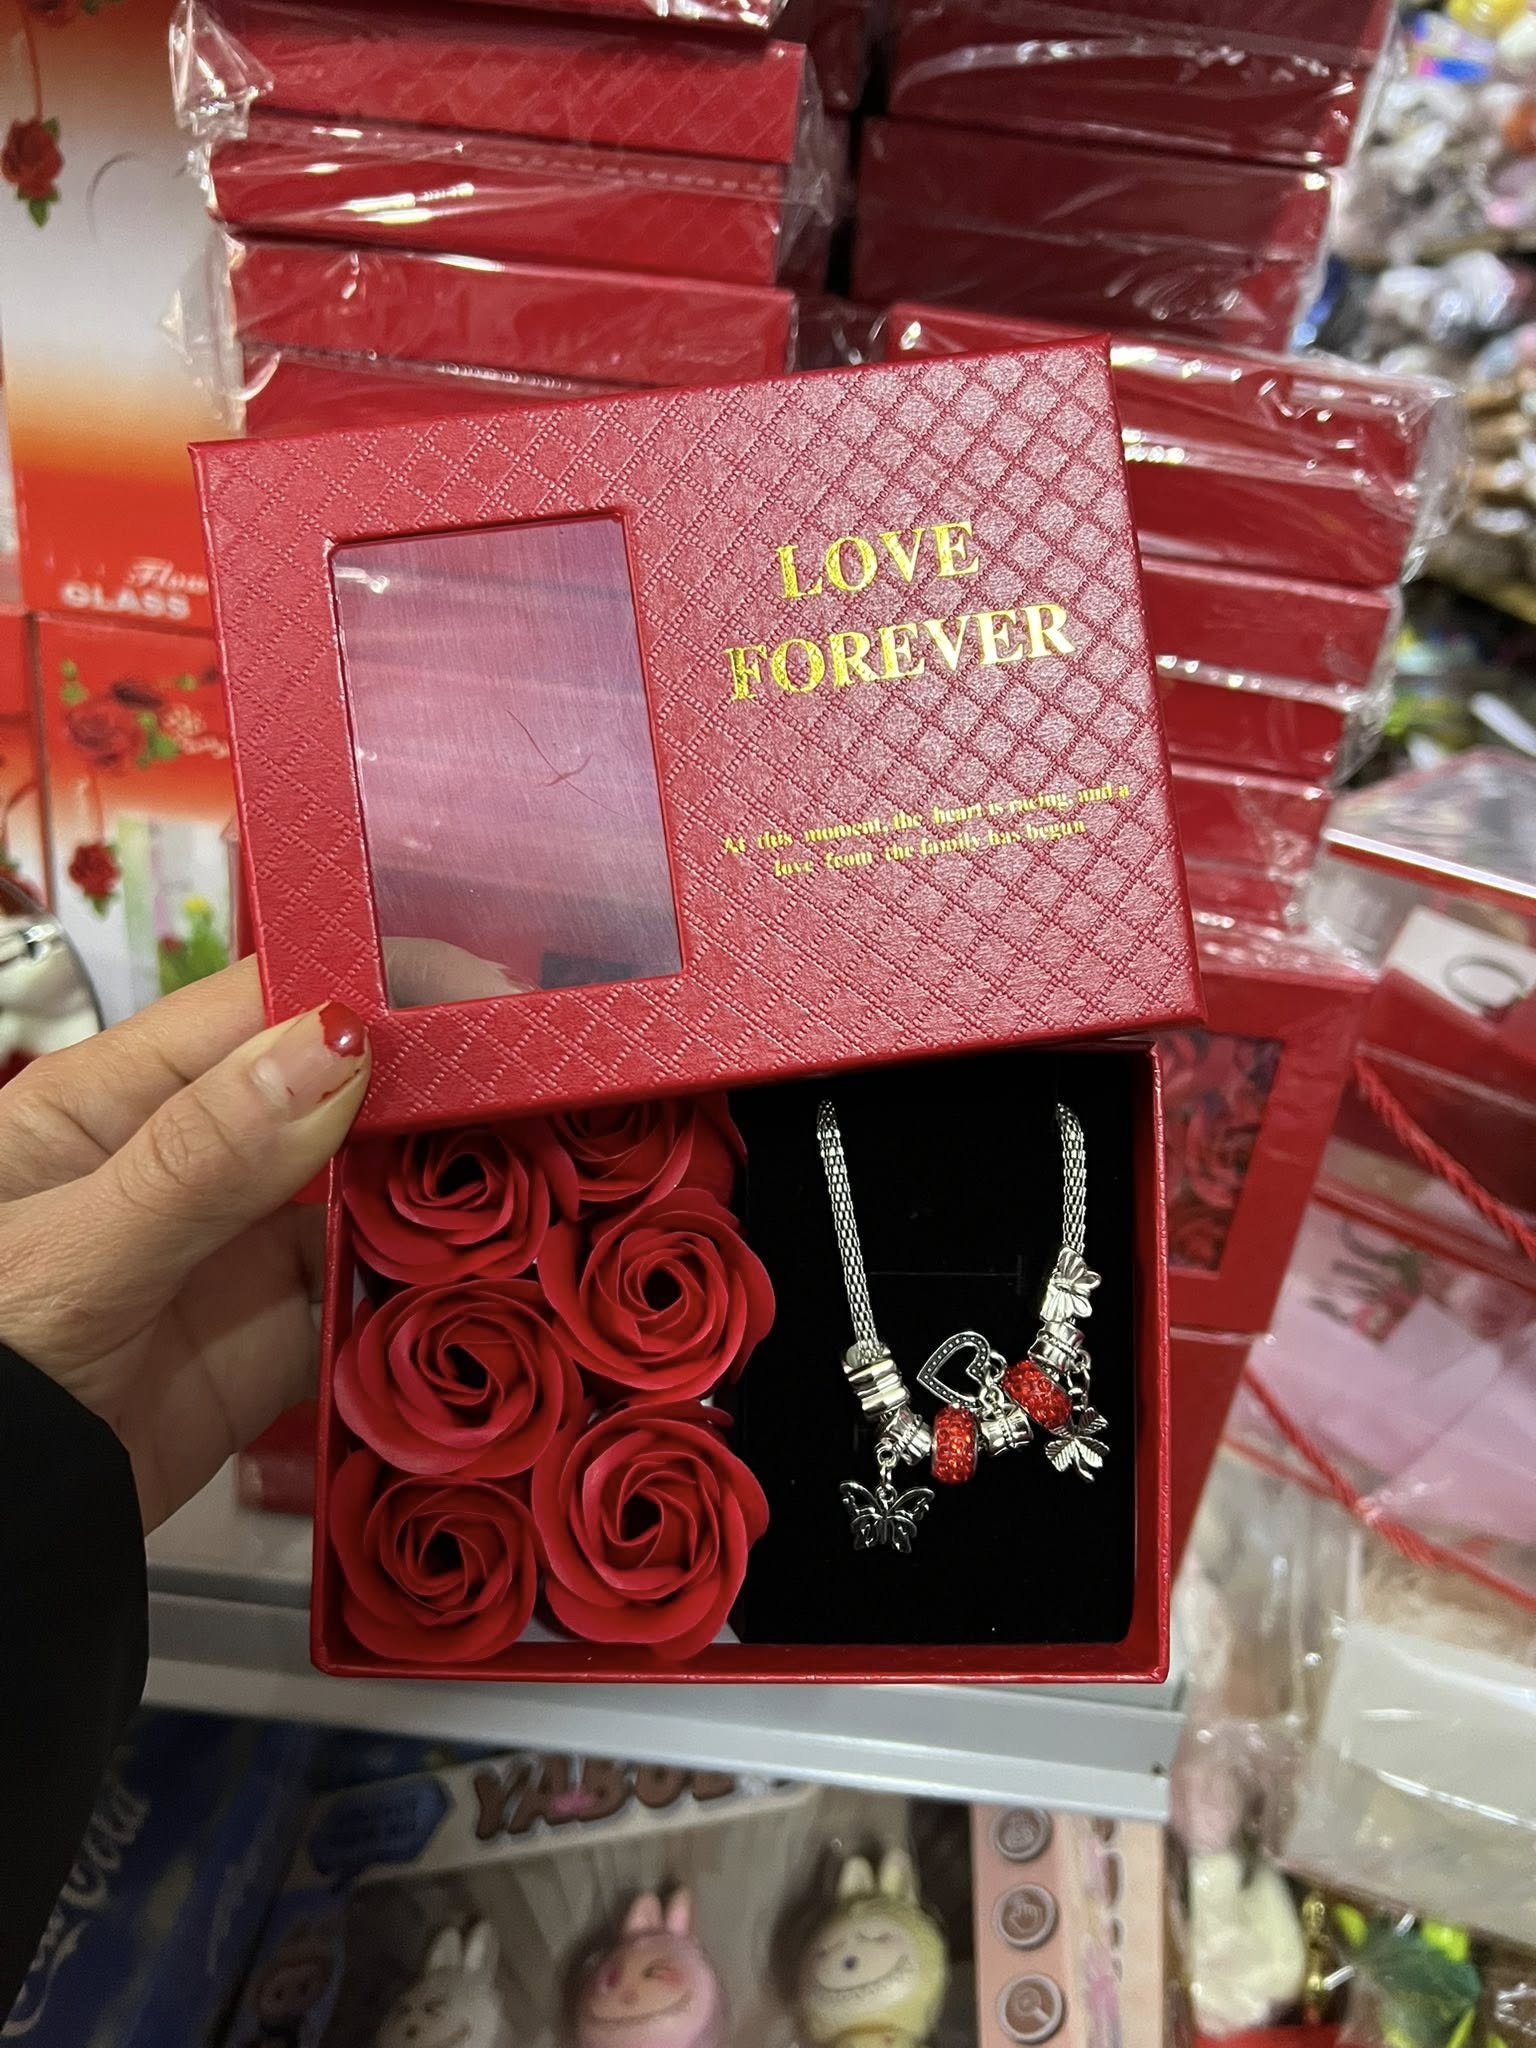 LOVE
FOREVER
At this moment, the heart is racing, and a
love from the family has begun
GLASS